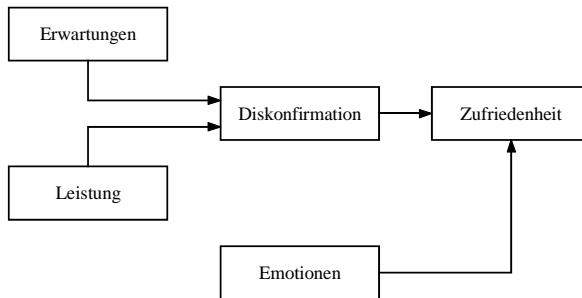 Erwartungen
Diskonfirmation
Zufriedenheit
Leistung
Emotionen